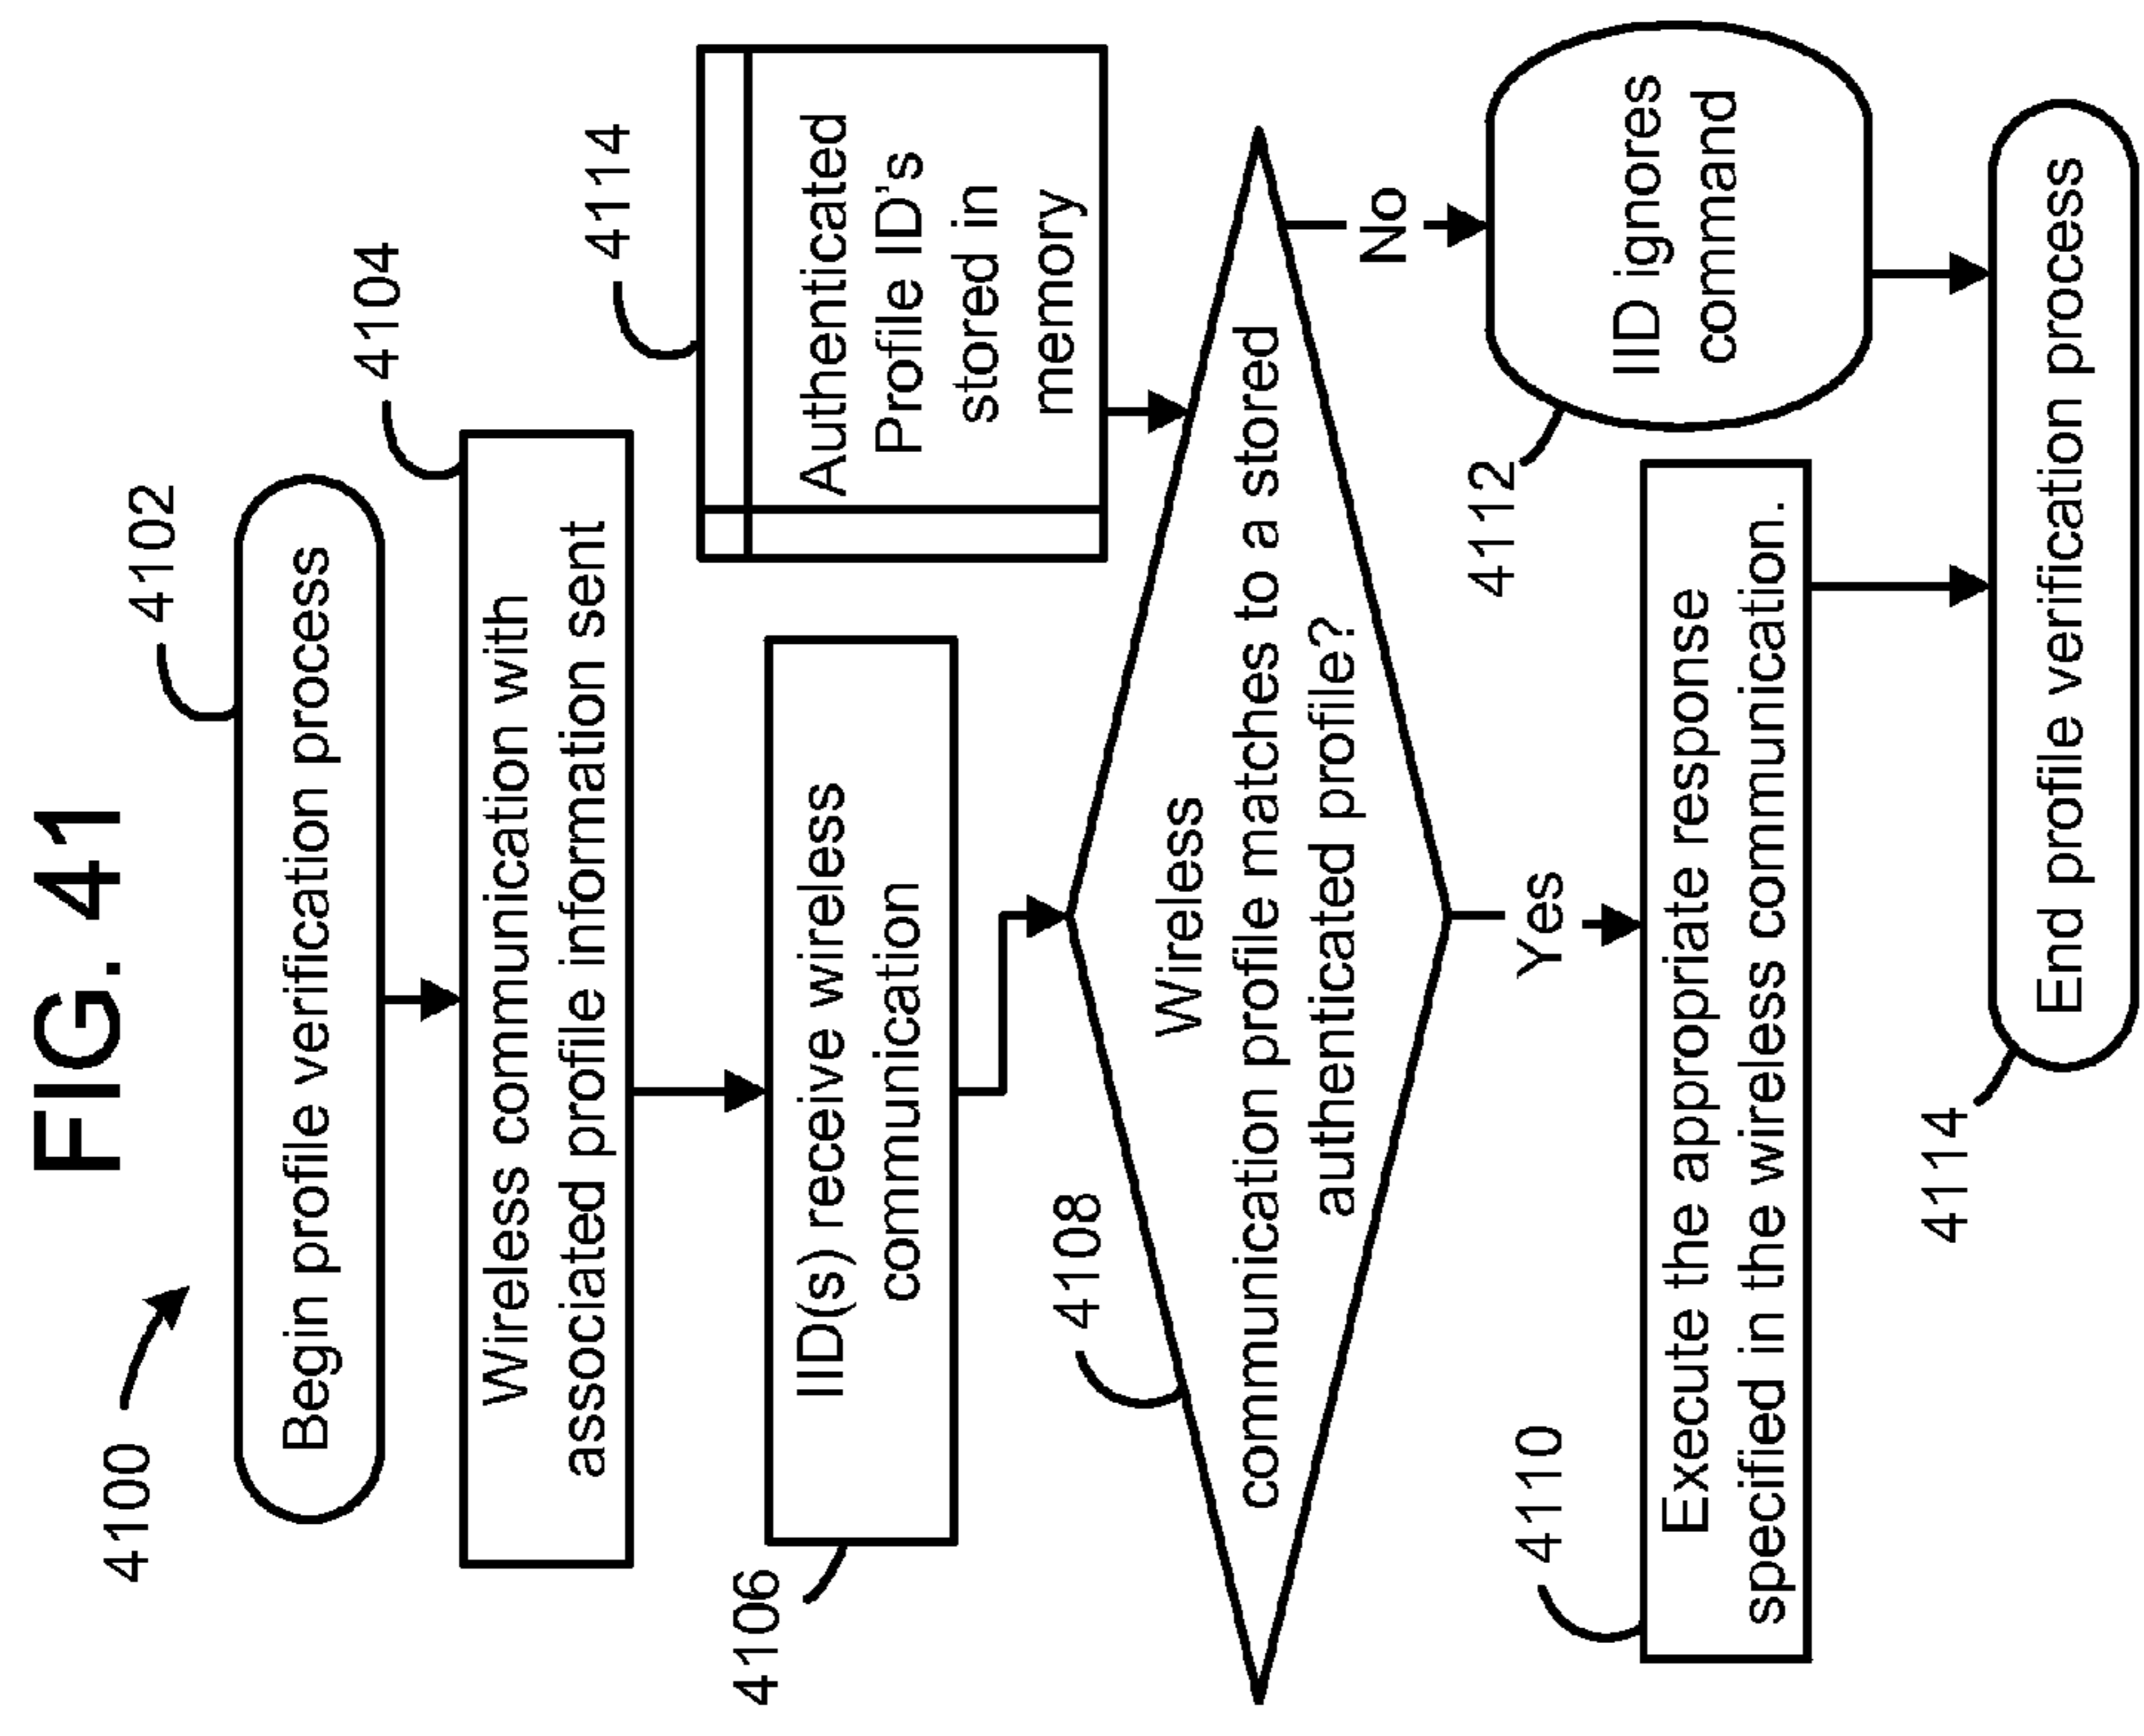 FIG. 41
4100
4102
Begin profile verification process
4104
Wireless communication with
associated profile information sent
4106
IID(s) receive wireless
communication
4114
Authenticated
Profile ID's
stored in
memory
4108
Wireless
communication profile matches to a stored
authenticated profile?
No
Yes
4112
IID ignores
command
4110
Execute the appropriate response
specified in the wireless communication.
4114
End profile verification process